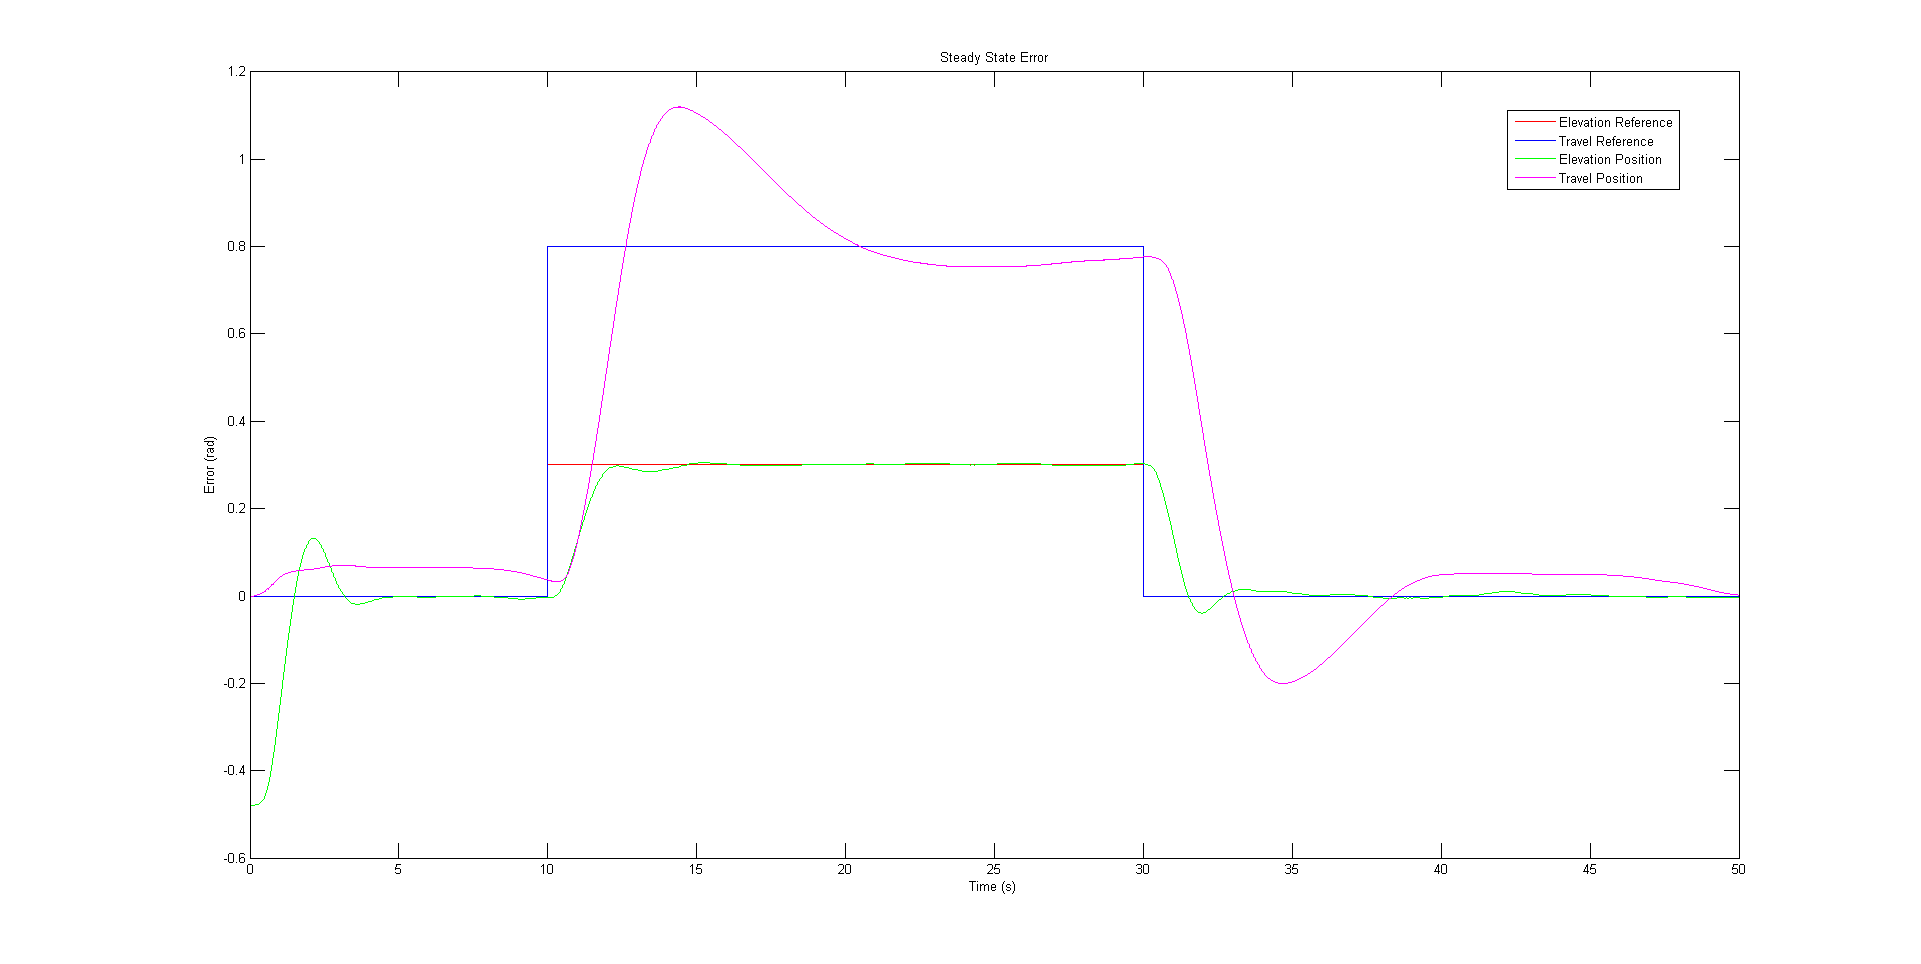 Steady State Error
1.2
1
0.8
0.6
0.4
0.2
0
-0.2
-0.4
-0.6
Error (rad)
Elevation Reference
Travel Reference
Elevation Position
Travel Position
0 5 10 15 20 25 30 35 40 45 50
Time (s)